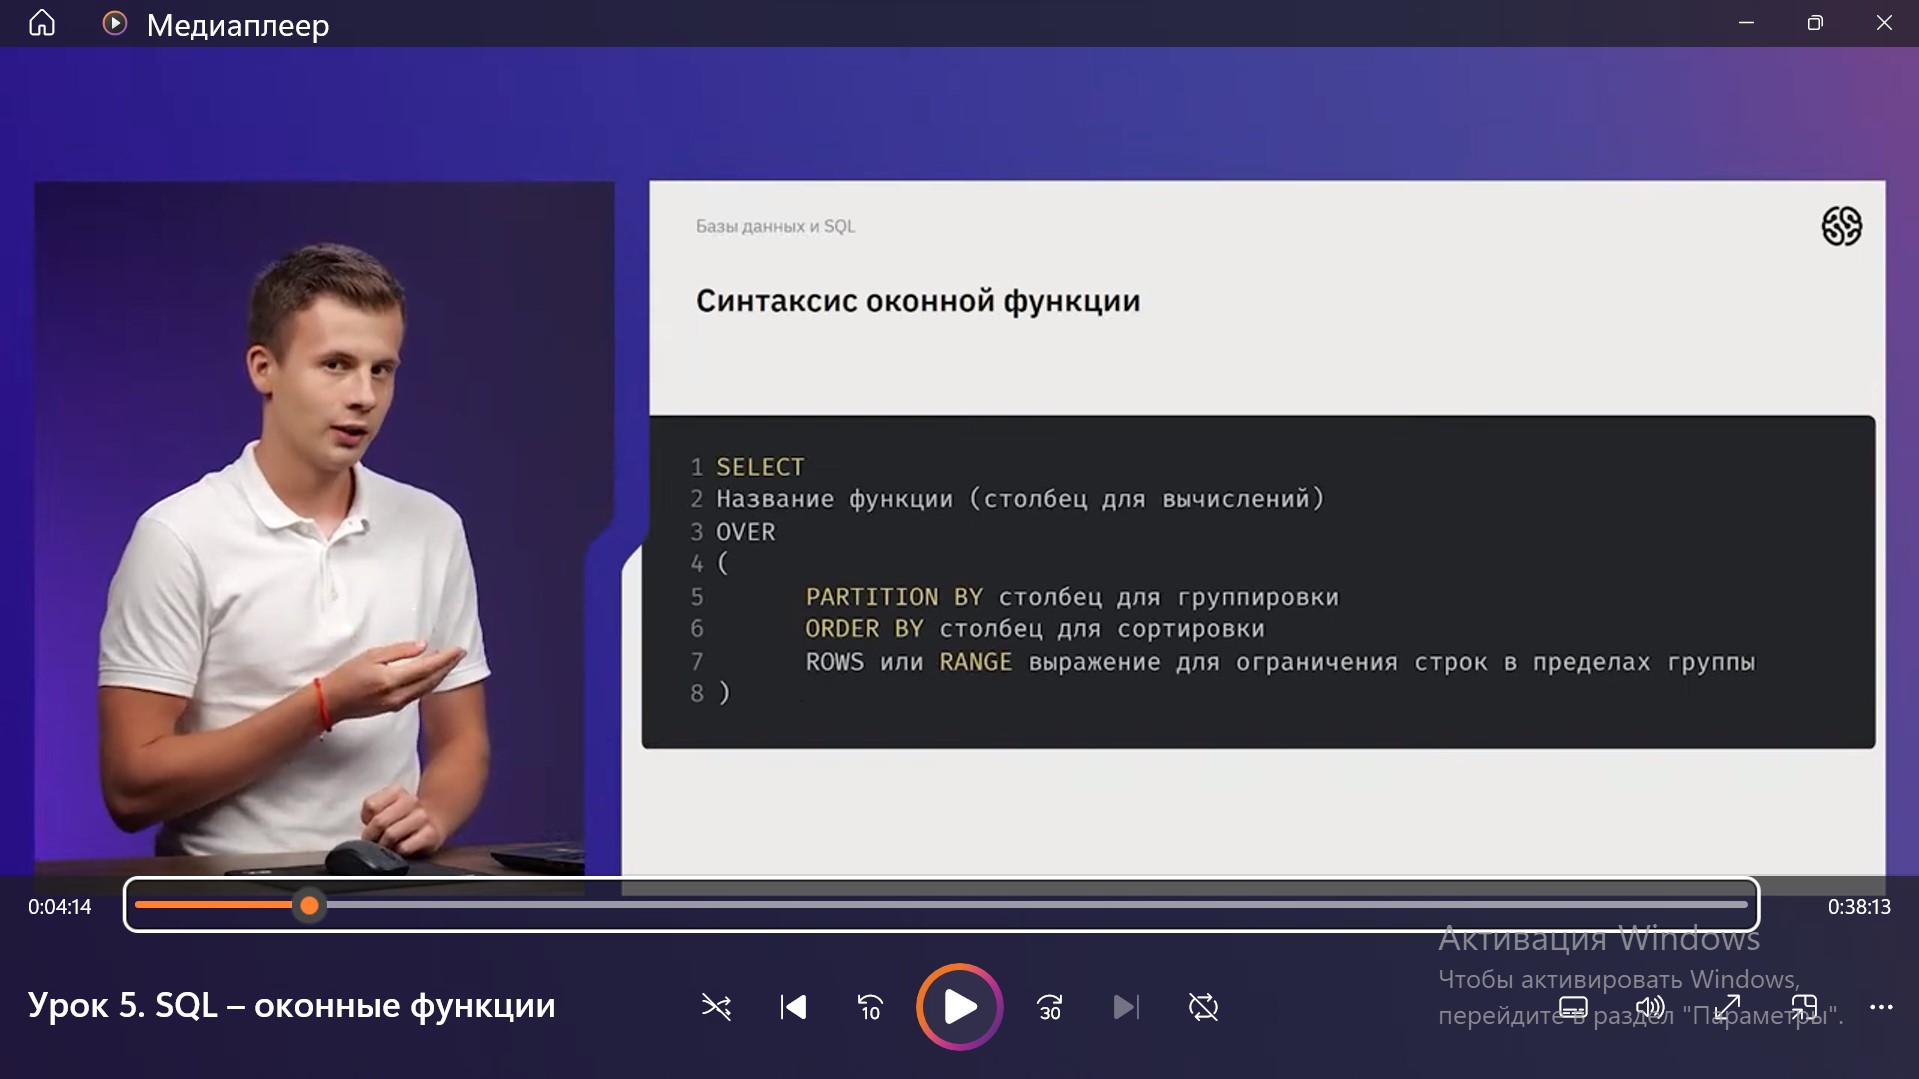 Медиаплеер
Базы данных и SQL
Синтаксис оконной функции
1 SELECT
2 Название функции (столбец для вычислений)
3 OVER
4 (
5 PARTITION BY столбец для группировки
6 ORDER BY столбец для сортировки
7 ROWS или RANGE выражение для ограничения строк в пределах группы
8 )
0:04:14
0:38:13
Активация Windows
Чтобы активировать Windows,
перейдите в раздел "Параметры".
Урок 5. SQL – оконные функции
10
30